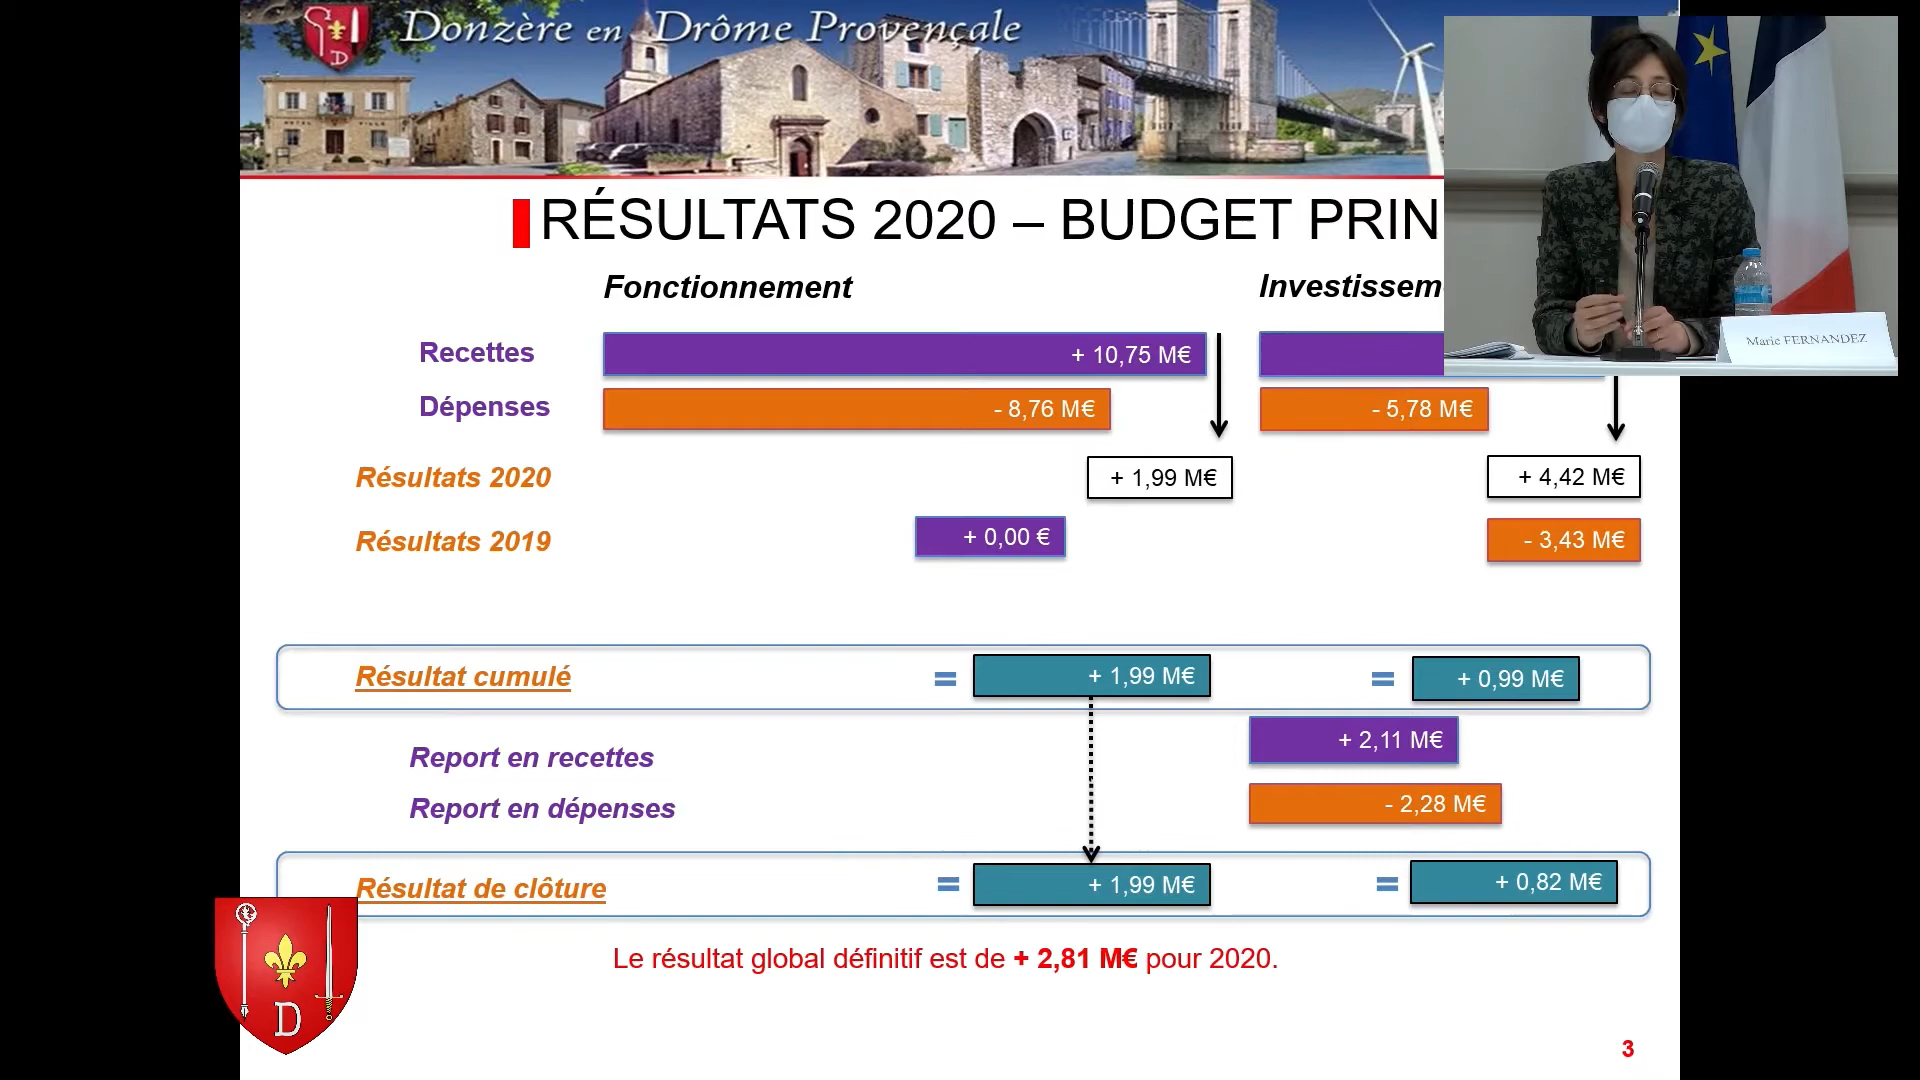 Donzère en Drôme Provençale
D
RÉSULTATS 2020 – BUDGET PRIN
Fonctionnement
Investissem
Marie FERNANDEZ
Recettes
+ 10,75 M€
Dépenses
- 8,76 M€
- 5,78 M€
Résultats 2020
+ 1,99 M€
+ 4,42 M€
Résultats 2019
+ 0,00 €
- 3,43 M€
Résultat cumulé
=
+ 1,99 M€
=
+ 0,99 M€
Report en recettes
+ 2,11 M€
Report en dépenses
- 2,28 M€
Résultat de clôture
=
+ 1,99 M€
=
+ 0,82 M€
Le résultat global définitif est de + 2,81 M€ pour 2020.
D
3